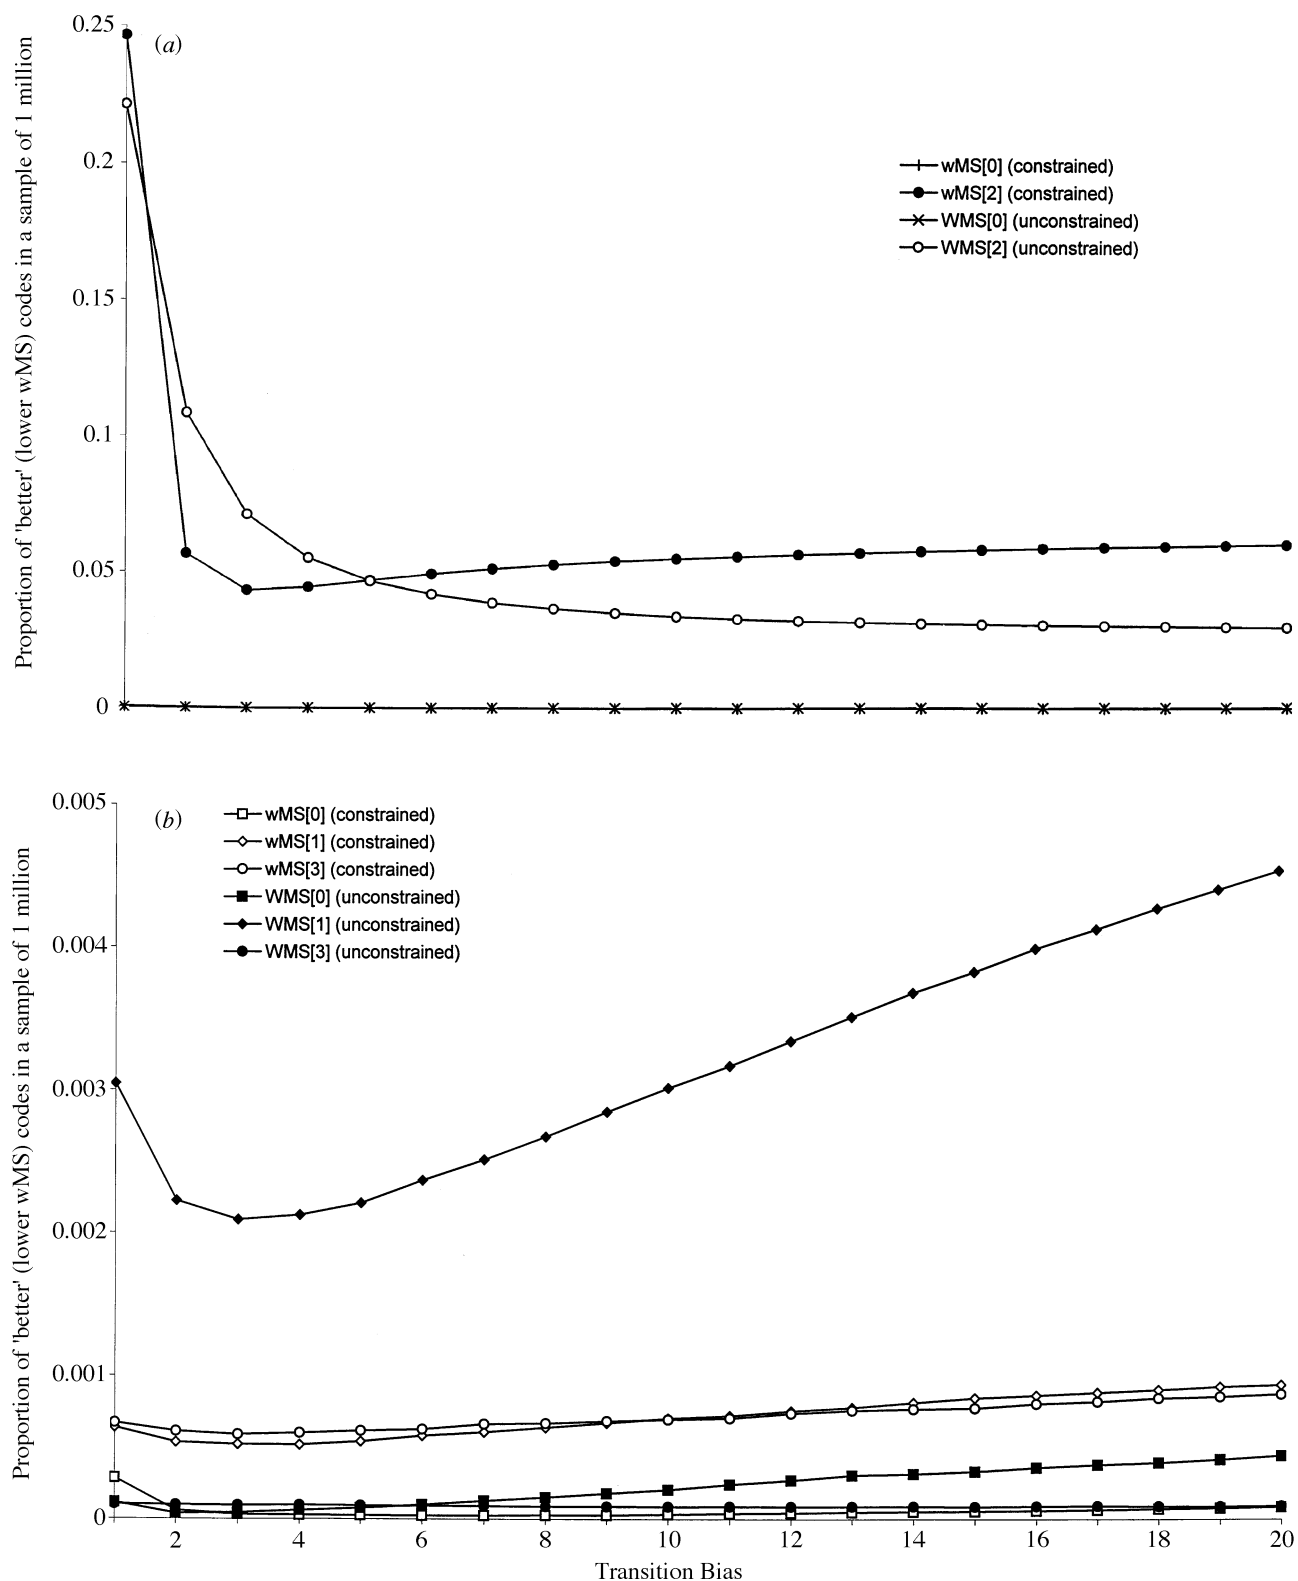 Proportion of 'better' (lower wMS) codes in a sample of 1 million
(a)
0.25
0.2
0.15
0.1
0.05
0
wMS[0] (constrained)
wMS[2] (constrained)
WMS[0] (unconstrained)
WMS[2] (unconstrained)
Proportion of 'better' (lower wMS) codes in a sample of 1 million
(b)
0.005
0.004
0.003
0.002
0.001
0
wMS[0] (constrained)
wMS[1] (constrained)
wMS[3] (constrained)
WMS[0] (unconstrained)
WMS[1] (unconstrained)
WMS[3] (unconstrained)
2 4 6 8 10 12 14 16 18 20
Transition Bias